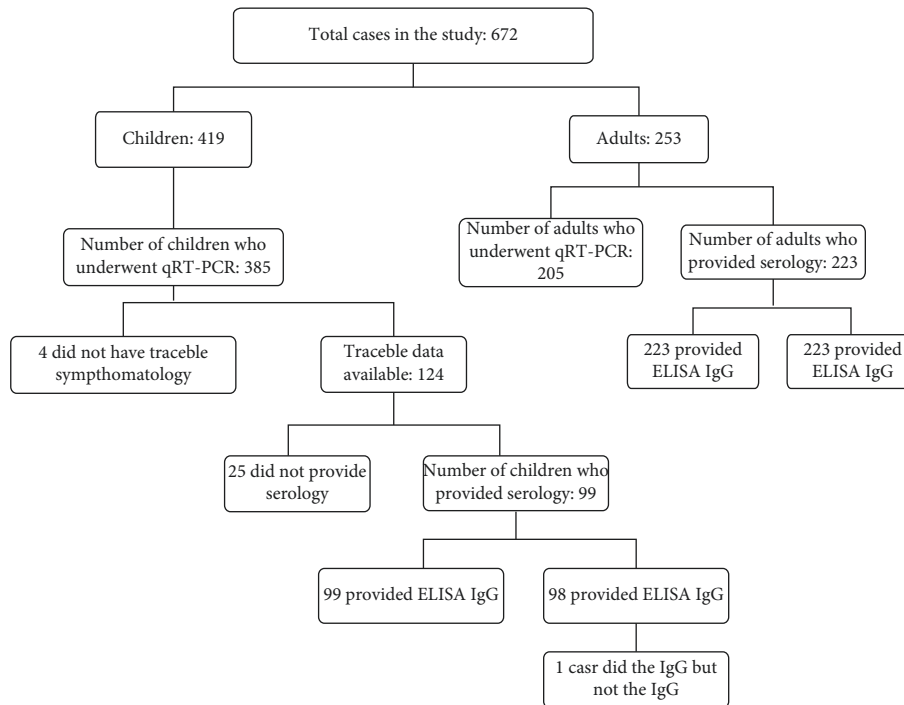 Total cases in the study: 672
Children: 419
Adults: 253
Number of children who
underwent qRT-PCR: 385
Number of adults who
underwent qRT-PCR:
205
Number of adults who
provided serology: 223
4 did not have traceble
sympthomatology
Traceble data
available: 124
223 provided
ELISA IgG
223 provided
ELISA IgG
25 did not provide
serology
Number of children who
provided serology: 99
99 provided ELISA IgG
98 provided ELISA IgG
1 casr did the IgG but
not the IgG